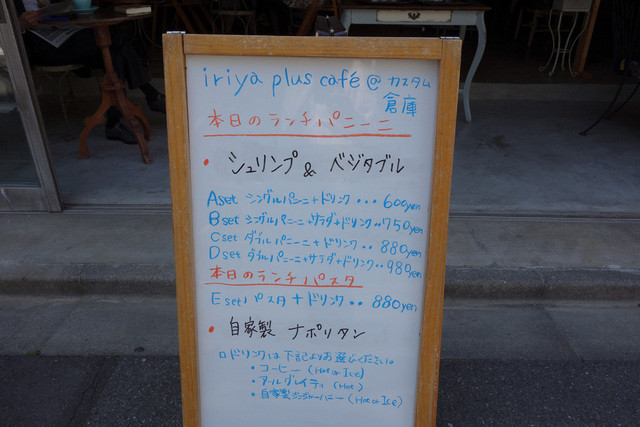 iriya plus café @ カスタム
倉庫
本日のランチパニーニ
• シュリンプ & ベジタブル
Aset シングルパニーニ+ドリンク ••• 600yen
Bset シングルパニーニ+サラダ+ドリンク •• 750yen
Cset ダブルパニーニ+ドリンク •• 880yen
Dset ダブルパニーニ+サラダ+ドリンク •• 980yen
本日のランチパスタ
Eset パスタ+ドリンク •• 880yen
• 自家製 ナポリタン
□ドリンクは下記よりお選びください。
• コーヒー (Hot or Ice)
• アールグレイティ (Hot)
• 自家製ジンジャーハニー (Hot or Ice)